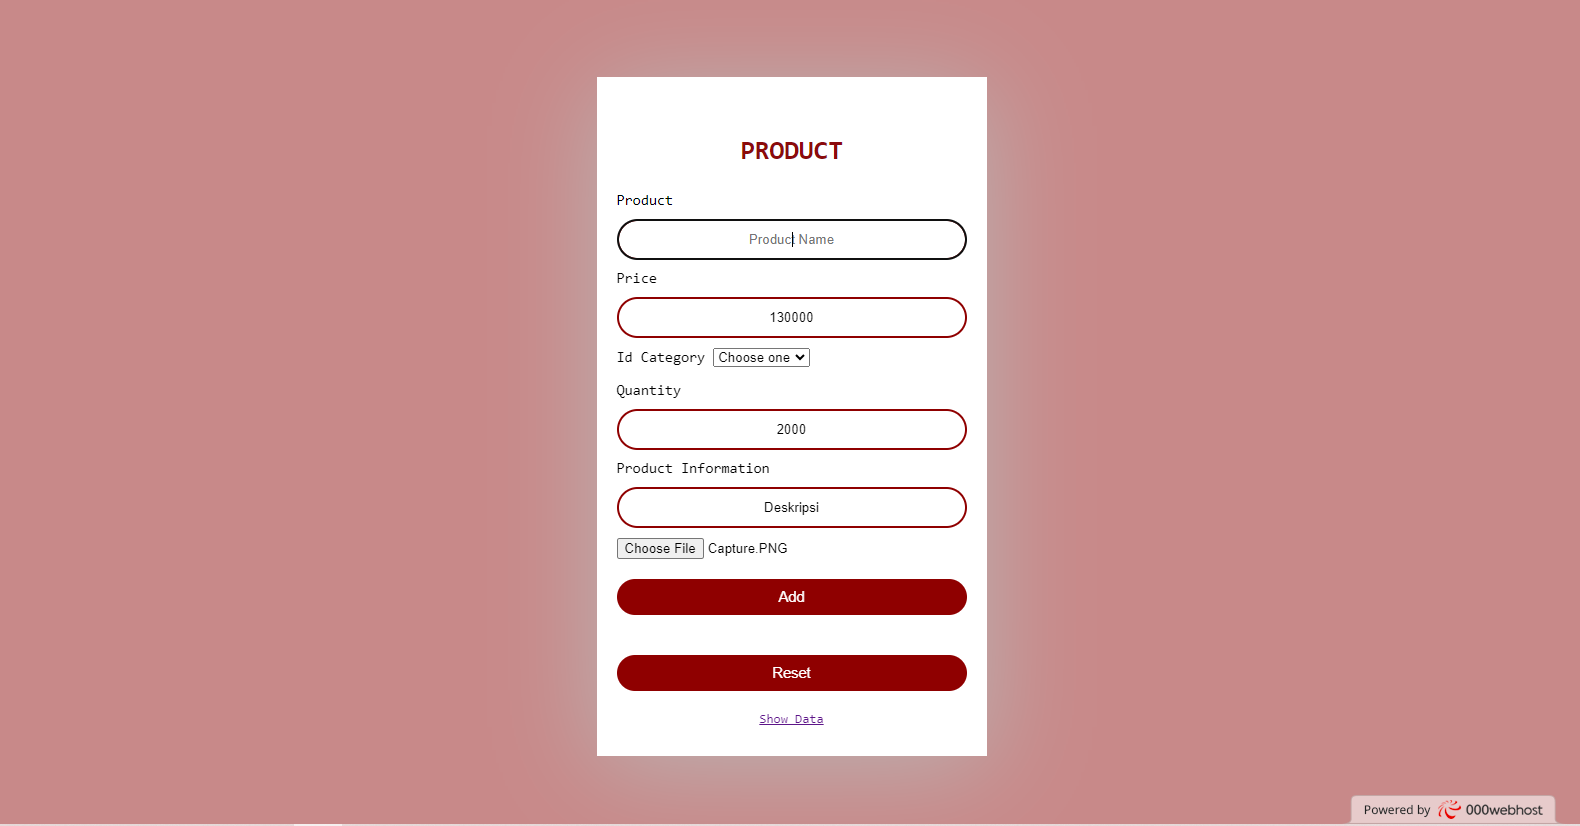 PRODUCT
Product
Product Name
Price
130000
Id Category Choose one
Quantity
2000
Product Information
Deskripsi
Choose File Capture.PNG
Add
Reset
Show Data
Powered by 000webhost